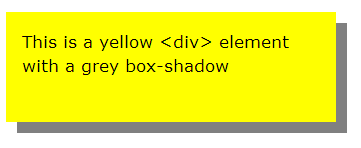 This is a yellow <div> element
with a grey box-shadow